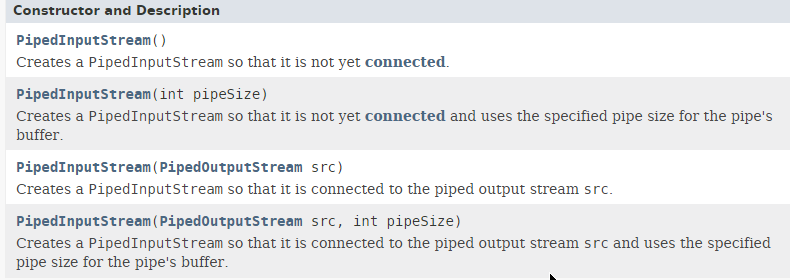 Constructor and Description
PipedInputStream()
Creates a PipedInputStream so that it is not yet connected.
PipedInputStream(int pipeSize)
Creates a PipedInputStream so that it is not yet connected and uses the specified pipe size for the pipe's
buffer.
PipedInputStream(PipedOutputStream src)
Creates a PipedInputStream so that it is connected to the piped output stream src.
PipedInputStream(PipedOutputStream src, int pipeSize)
Creates a PipedInputStream so that it is connected to the piped output stream src and uses the specified
pipe size for the pipe's buffer.